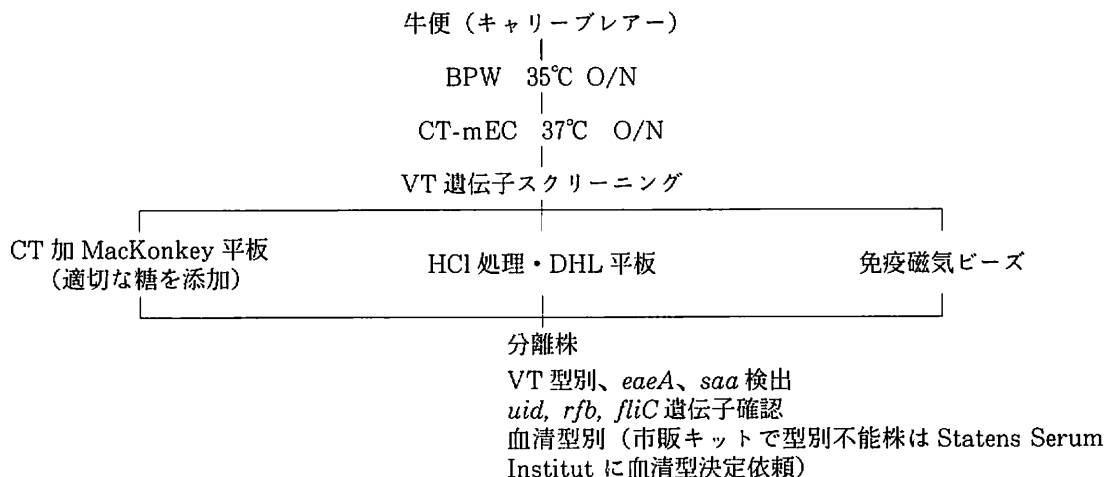 牛便（キャリーブレアー）
BPW 35℃ O/N
CT-mEC 37℃ O/N
VT 遺伝子スクリーニング
CT 加 MacKonkey 平板
（適切な糖を添加）
HCl 処理・DHL 平板
免疫磁気ビーズ
分離株
VT 型別、eaeA、saa 検出
uid, rfb, fliC 遺伝子確認
血清型別（市販キットで型別不能株は Statens Serum
Institut に血清型決定依頼）